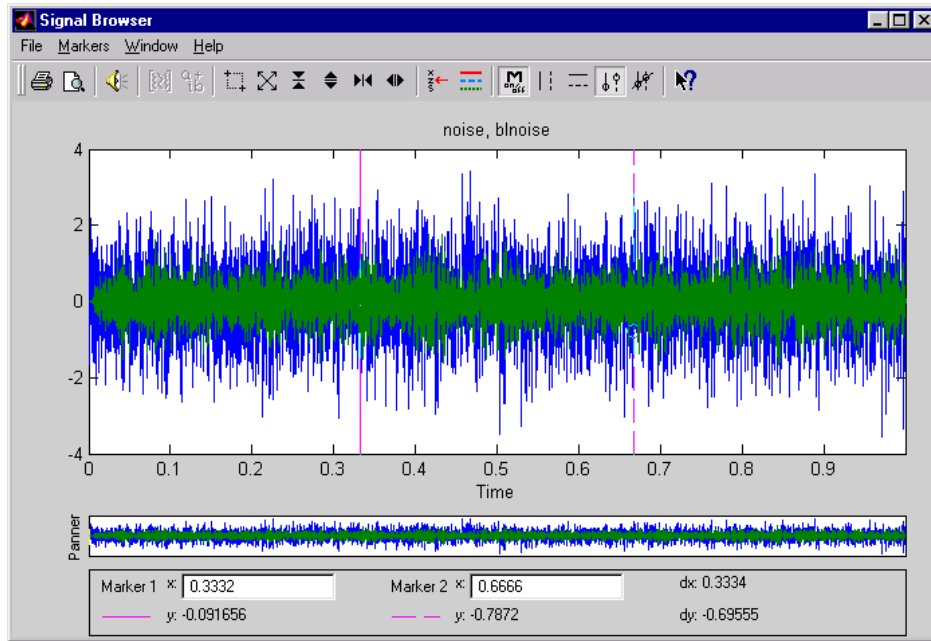 Signal Browser
File Markers Window Help
M
on/off
noise, blnoise
4
2
0
-2
-4
0 0.1 0.2 0.3 0.4 0.5 0.6 0.7 0.8 0.9
Time
Panner
Marker 1 x: 0.3332 Marker 2 x: 0.6666 dx: 0.3334
y: -0.091656 y: -0.7872 dy: -0.69555